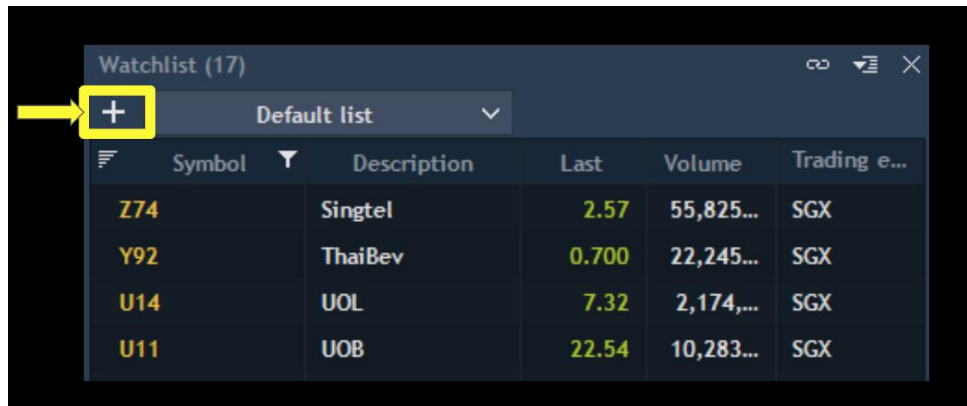 Watchlist (17)
+ Default list
Symbol Description Last Volume Trading e...
Z74 Singtel 2.57 55,825... SGX
Y92 ThaiBev 0.700 22,245... SGX
U14 UOL 7.32 2,174,... SGX
U11 UOB 22.54 10,283... SGX